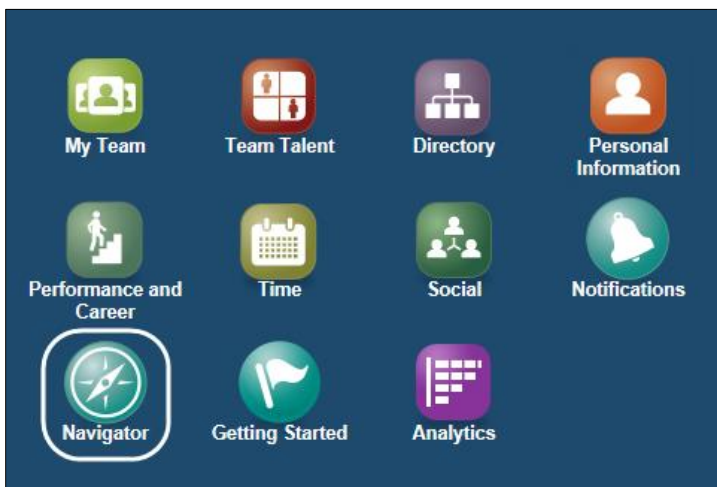 My Team
Team Talent
Directory
Personal
Information
Performance and
Career
Time
Social
Notifications
Navigator
Getting Started
Analytics